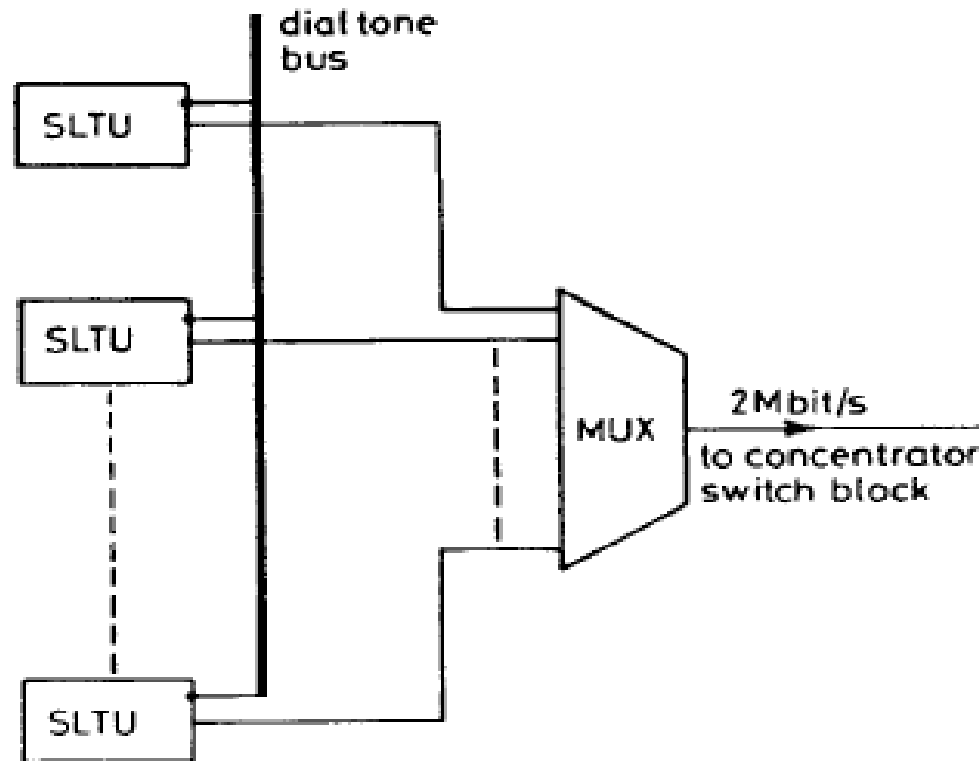 dial tone
bus
SLTU
SLTU
MUX
2Mbit/s
to concentrator
switch block
SLTU